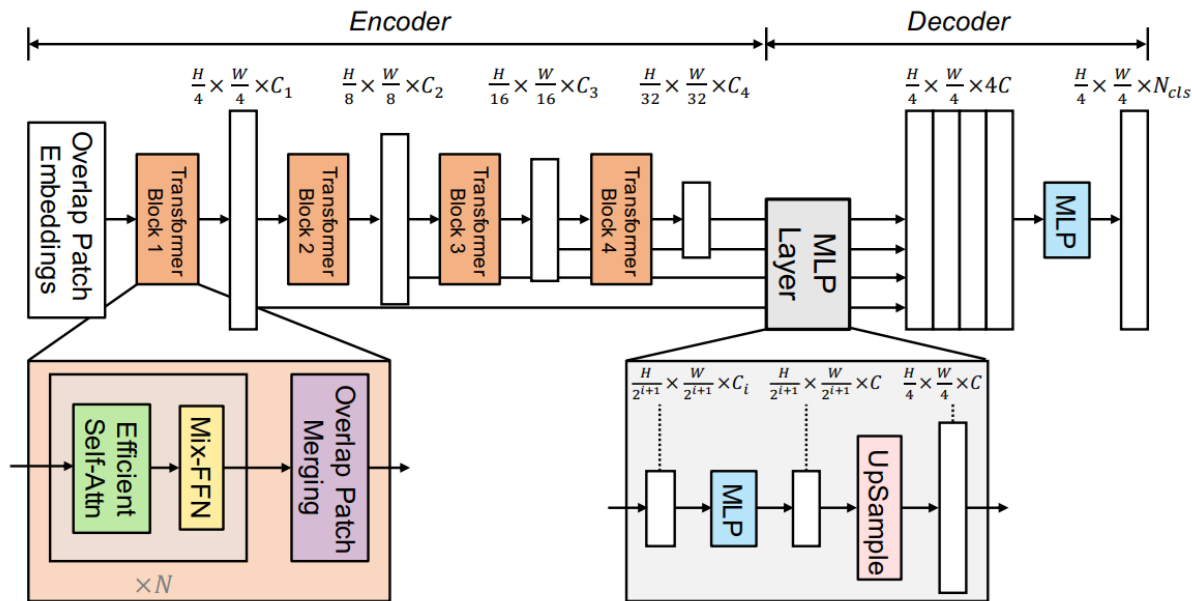 Encoder
Decoder
H/4 × W/4 × C₁
H/8 × W/8 × C₂
H/16 × W/16 × C₃
H/32 × W/32 × C₄
H/4 × W/4 × 4C
H/4 × W/4 × N_cls
Overlap Patch
Embeddings
Transformer
Block 1
Transformer
Block 2
Transformer
Block 3
Transformer
Block 4
MLP
Layer
MLP
Efficient
Self-Attn
Mix-FFN
×N
Overlap Patch
Merging
H/2^{i+1} × W/2^{i+1} × C_i
H/2^{i+1} × W/2^{i+1} × C
H/4 × W/4 × C
MLP
UpSample